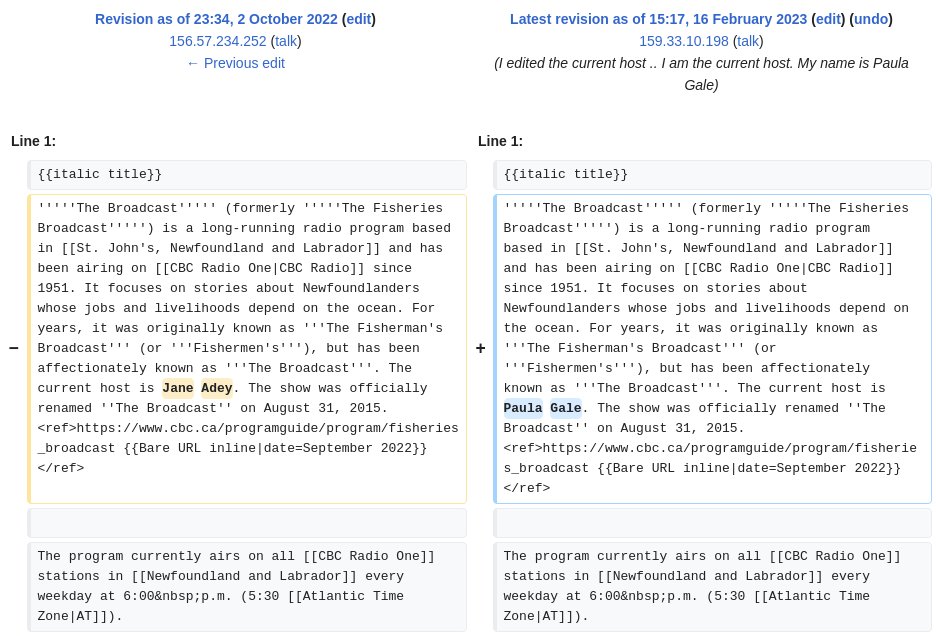 Revision as of 23:34, 2 October 2022 (edit)
156.57.234.252 (talk)
← Previous edit
Latest revision as of 15:17, 16 February 2023 (edit) (undo)
159.33.10.198 (talk)
(I edited the current host .. I am the current host. My name is Paula
Gale)
Line 1:
Line 1:
{{italic title}}
{{italic title}}
−
'''''The Broadcast''''' (formerly '''''The Fisheries
Broadcast''''') is a long-running radio program based
in [[St. John's, Newfoundland and Labrador]] and has
been airing on [[CBC Radio One|CBC Radio]] since
1951. It focuses on stories about Newfoundlanders
whose jobs and livelihoods depend on the ocean. For
years, it was originally known as '''The Fisherman's
Broadcast''' (or '''Fishermen's'''), but has been
affectionately known as '''The Broadcast'''. The
current host is Jane Adey. The show was officially
renamed ''The Broadcast'' on August 31, 2015.
<ref>https://www.cbc.ca/programguide/program/fisheries
_broadcast {{Bare URL inline|date=September 2022}}
</ref>
+
'''''The Broadcast''''' (formerly '''''The Fisheries
Broadcast''''') is a long-running radio program
based in [[St. John's, Newfoundland and Labrador]]
and has been airing on [[CBC Radio One|CBC Radio]]
since 1951. It focuses on stories about
Newfoundlanders whose jobs and livelihoods depend on
the ocean. For years, it was originally known as
'''The Fisherman's Broadcast''' (or
'''Fishermen's'''), but has been affectionately
known as '''The Broadcast'''. The current host is
Paula Gale. The show was officially renamed ''The
Broadcast'' on August 31, 2015.
<ref>https://www.cbc.ca/programguide/program/fisherie
s_broadcast {{Bare URL inline|date=September 2022}}
</ref>
The program currently airs on all [[CBC Radio One]]
stations in [[Newfoundland and Labrador]] every
weekday at 6:00&nbsp;p.m. (5:30 [[Atlantic Time
Zone|AT]]).
The program currently airs on all [[CBC Radio One]]
stations in [[Newfoundland and Labrador]] every
weekday at 6:00&nbsp;p.m. (5:30 [[Atlantic Time
Zone|AT]]).